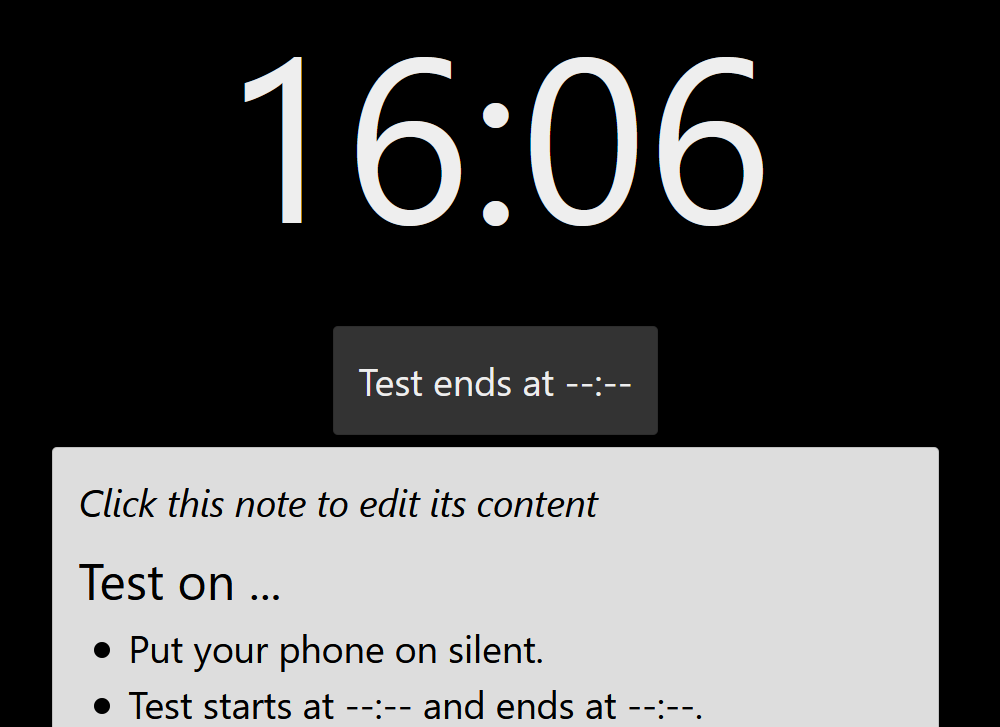 16:06
Test ends at --:--
Click this note to edit its content
Test on ...
• Put your phone on silent.
• Test starts at --:-- and ends at --:--.